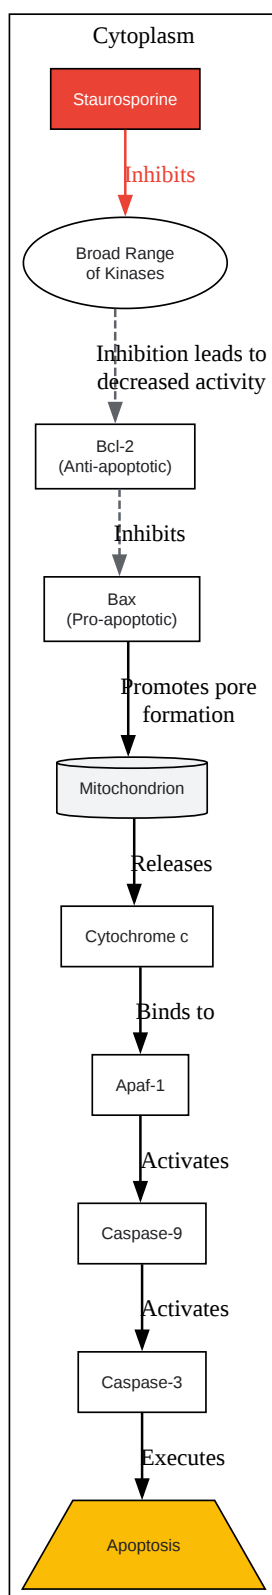 Cytoplasm
Staurosporine
Inhibits
Broad Range
of Kinases
Inhibition leads to
decreased activity
Bcl-2
(Anti-apoptotic)
Inhibits
Bax
(Pro-apoptotic)
Promotes pore
formation
Mitochondrion
Releases
Cytochrome c
Binds to
Apaf-1
Activates
Caspase-9
Activates
Caspase-3
Executes
Apoptosis